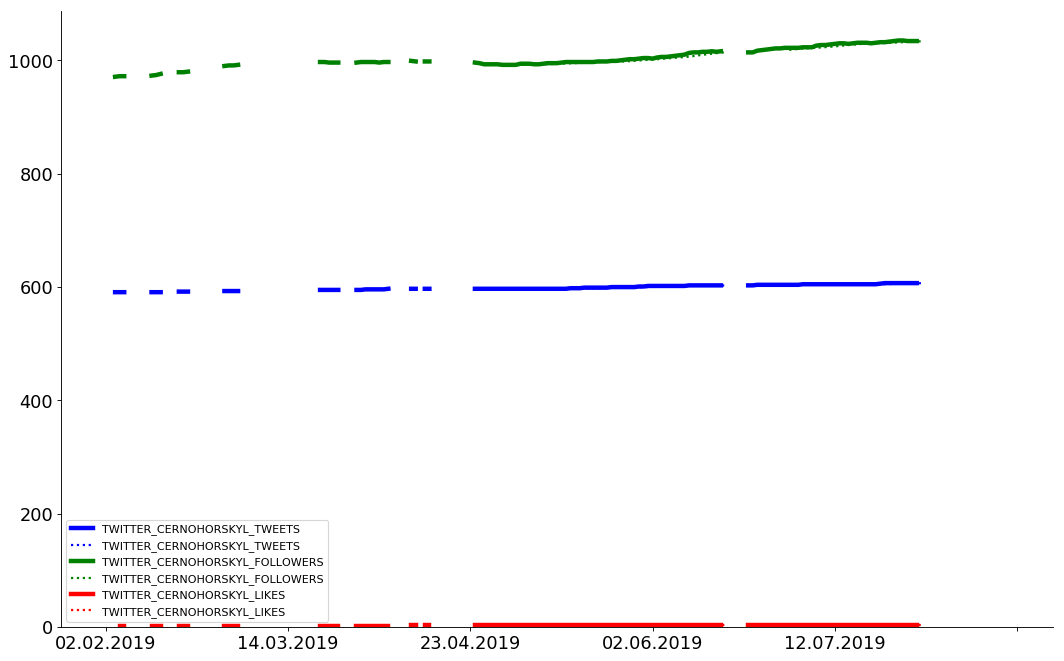 1000
800
600
400
200
0
TWITTER_CERNOHORSKYL_TWEETS
TWITTER_CERNOHORSKYL_TWEETS
TWITTER_CERNOHORSKYL_FOLLOWERS
TWITTER_CERNOHORSKYL_FOLLOWERS
TWITTER_CERNOHORSKYL_LIKES
TWITTER_CERNOHORSKYL_LIKES
02.02.2019 14.03.2019 23.04.2019 02.06.2019 12.07.2019